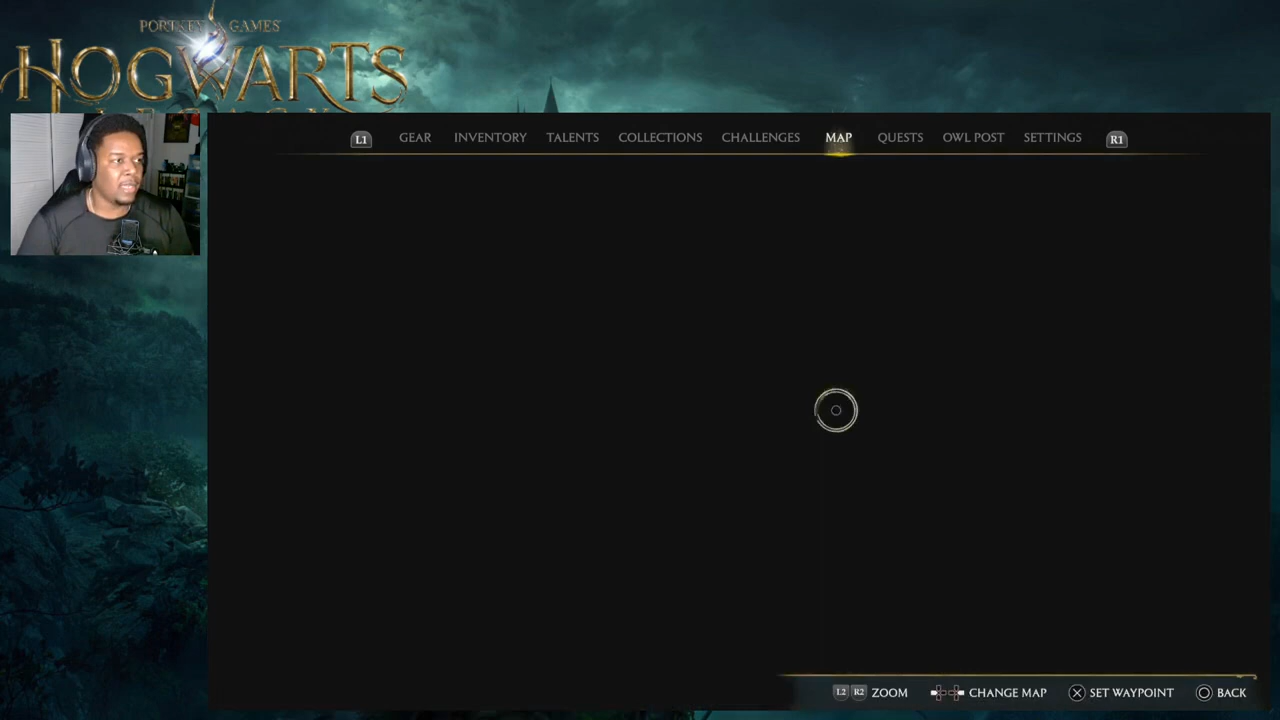 PORTKEY GAMES
HOGWARTS
L1 GEAR INVENTORY TALENTS COLLECTIONS CHALLENGES MAP QUESTS OWL POST SETTINGS R1
L2 R2 ZOOM CHANGE MAP SET WAYPOINT BACK